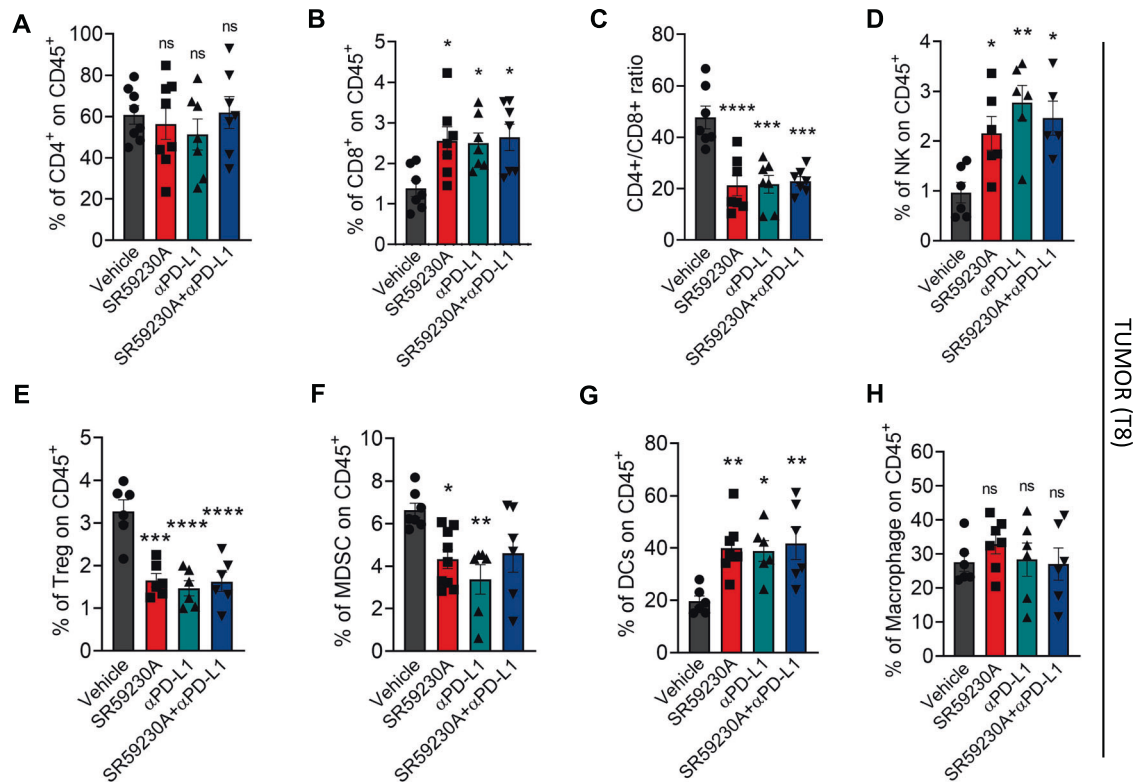 A
% of CD4+ on CD45+
100
80
60
40
20
0
ns
ns
ns
Vehicle
SR59230A
αPD-L1
SR59230A+αPD-L1
B
% of CD8+ on CD45+
5
4
3
2
1
0
*
*
*
Vehicle
SR59230A
αPD-L1
SR59230A+αPD-L1
C
CD4+/CD8+ ratio
80
60
40
20
0
****
***
***
Vehicle
SR59230A
αPD-L1
SR59230A+αPD-L1
D
% of NK on CD45+
4
3
2
1
0
*
**
*
Vehicle
SR59230A
αPD-L1
SR59230A+αPD-L1
E
% of Treg on CD45+
5
4
3
2
1
0
***
****
****
Vehicle
SR59230A
αPD-L1
SR59230A+αPD-L1
F
% of MDSC on CD45+
10
8
6
4
2
0
*
**
Vehicle
SR59230A
αPD-L1
SR59230A+αPD-L1
G
% of DCs on CD45+
80
60
40
20
0
**
*
**
Vehicle
SR59230A
αPD-L1
SR59230A+αPD-L1
H
% of Macrophage on CD45+
60
50
40
30
20
10
0
ns
ns
ns
Vehicle
SR59230A
αPD-L1
SR59230A+αPD-L1
TUMOR (T8)